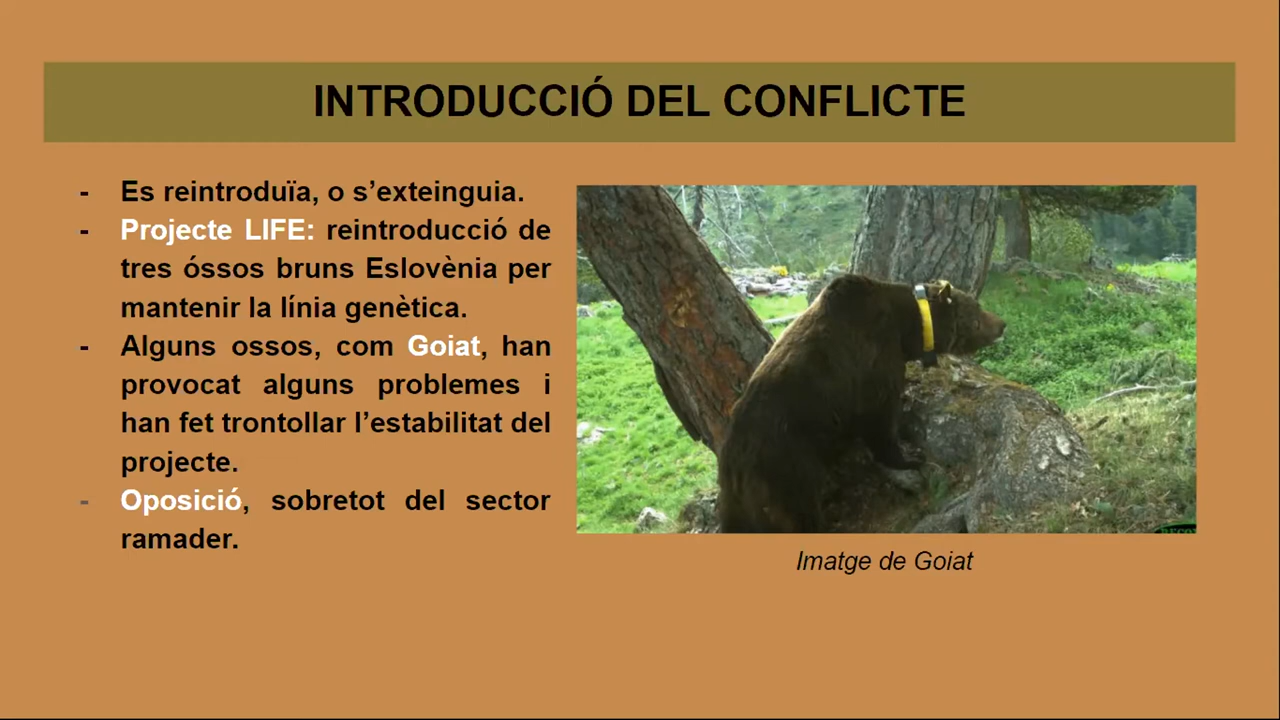 INTRODUCCIÓ DEL CONFLICTE
- Es reintroduïa, o s’exteinguia.
- Projecte LIFE: reintroducció de
tres óssos bruns Eslovènia per
mantenir la línia genètica.
- Alguns ossos, com Goiat, han
provocat alguns problemes i
han fet trontollar l’estabilitat del
projecte.
- Oposició, sobretot del sector
ramader.
Imatge de Goiat